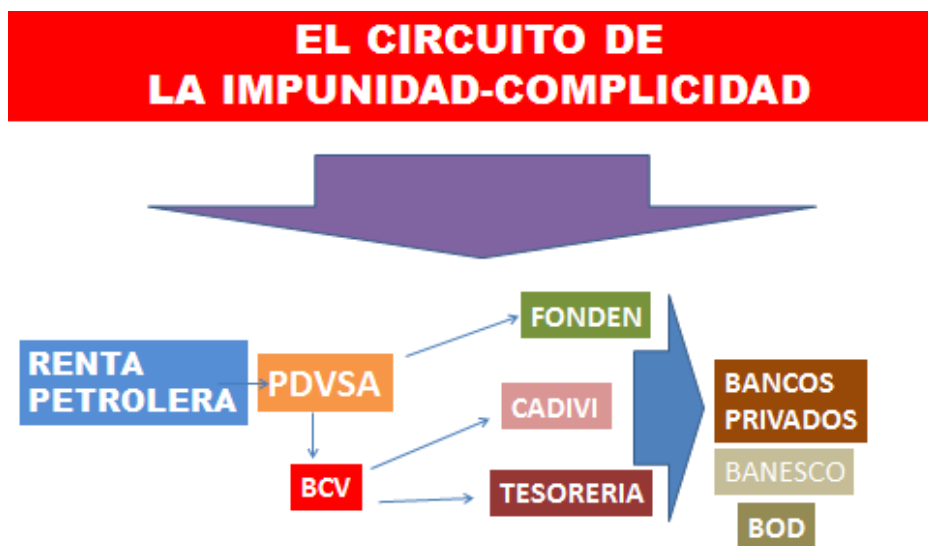 EL CIRCUITO DE
LA IMPUNIDAD-COMPLICIDAD
FONDEN
RENTA
PETROLERA
PDVSA
CADIVI
BANCOS
PRIVADOS
BCV
TESORERIA
BANESCO
BOD